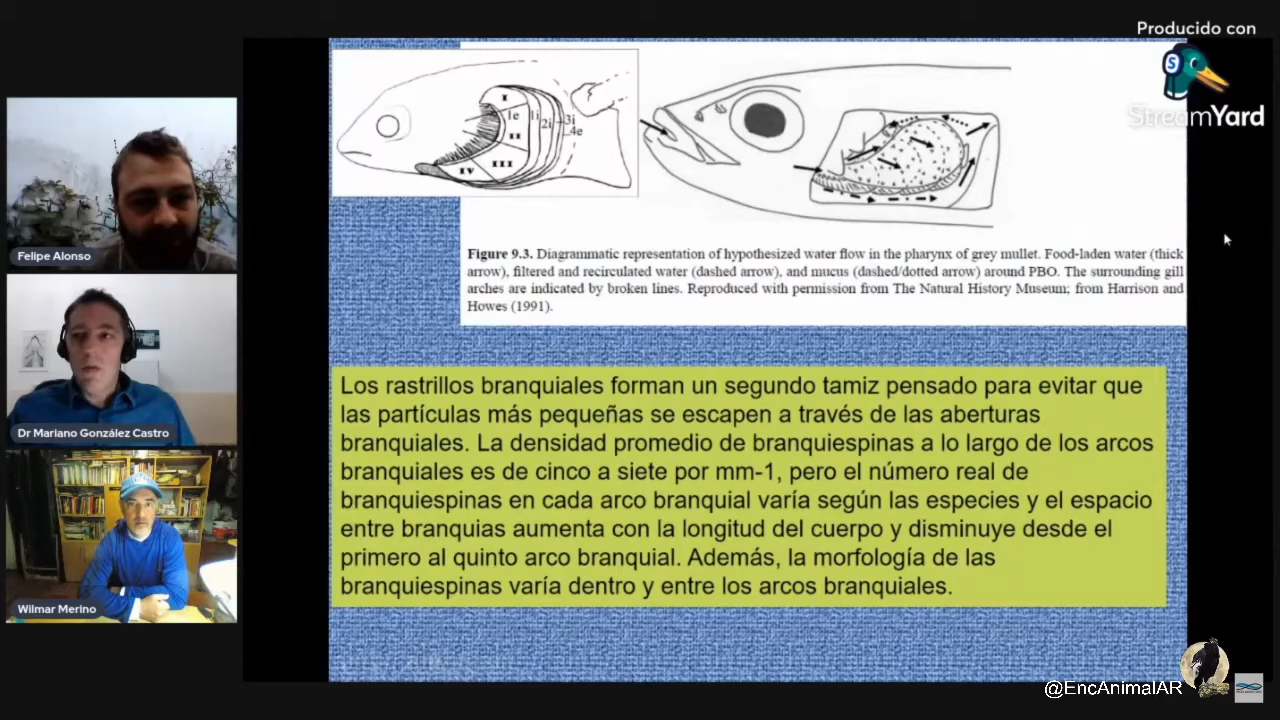 Producido con
StreamYard
I
1e
1i
2i
3i
4e
II
III
IV
Figure 9.3. Diagrammatic representation of hypothesized water flow in the pharynx of grey mullet. Food-laden water (thick
arrow), filtered and recirculated water (dashed arrow), and mucus (dashed/dotted arrow) around PBO. The surrounding gill
arches are indicated by broken lines. Reproduced with permission from The Natural History Museum; from Harrison and
Howes (1991).
Felipe Alonso
Los rastrillos branquiales forman un segundo tamiz pensado para evitar que
las partículas más pequeñas se escapen a través de las aberturas
branquiales. La densidad promedio de branquiespinas a lo largo de los arcos
branquiales es de cinco a siete por mm-1, pero el número real de
branquiespinas en cada arco branquial varía según las especies y el espacio
entre branquias aumenta con la longitud del cuerpo y disminuye desde el
primero al quinto arco branquial. Además, la morfología de las
branquiespinas varía dentro y entre los arcos branquiales.
Dr Mariano González Castro
Wilmar Merino
@EncAnimalAR